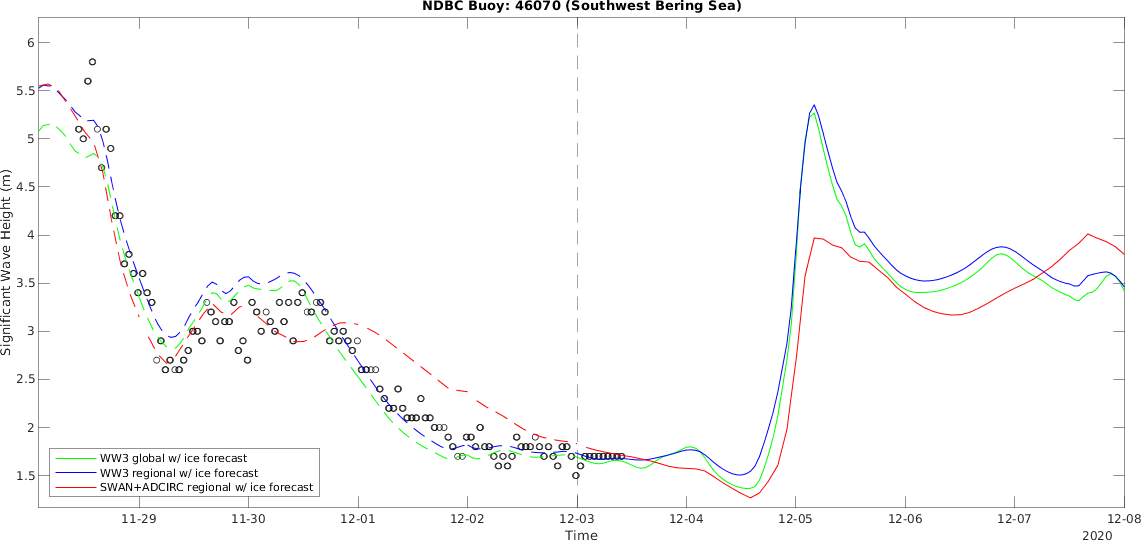 NDBC Buoy: 46070 (Southwest Bering Sea)
Significant Wave Height (m)
6
5.5
5
4.5
4
3.5
3
2.5
2
1.5
WW3 global w/ ice forecast
WW3 regional w/ ice forecast
SWAN+ADCIRC regional w/ ice forecast
11-29 11-30 12-01 12-02 12-03 12-04 12-05 12-06 12-07 12-08
Time
2020